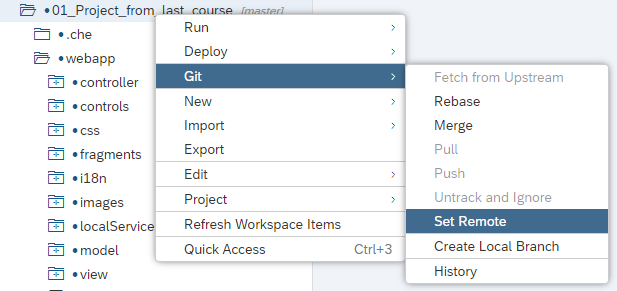 01_Project_from_last_course [master]
.che
webapp
controller
controls
css
fragments
i18n
images
localService
model
view
Run
Deploy
Git
New
Import
Export
Edit
Project
Refresh Workspace Items
Quick Access Ctrl+3
Fetch from Upstream
Rebase
Merge
Pull
Push
Untrack and Ignore
Set Remote
Create Local Branch
History